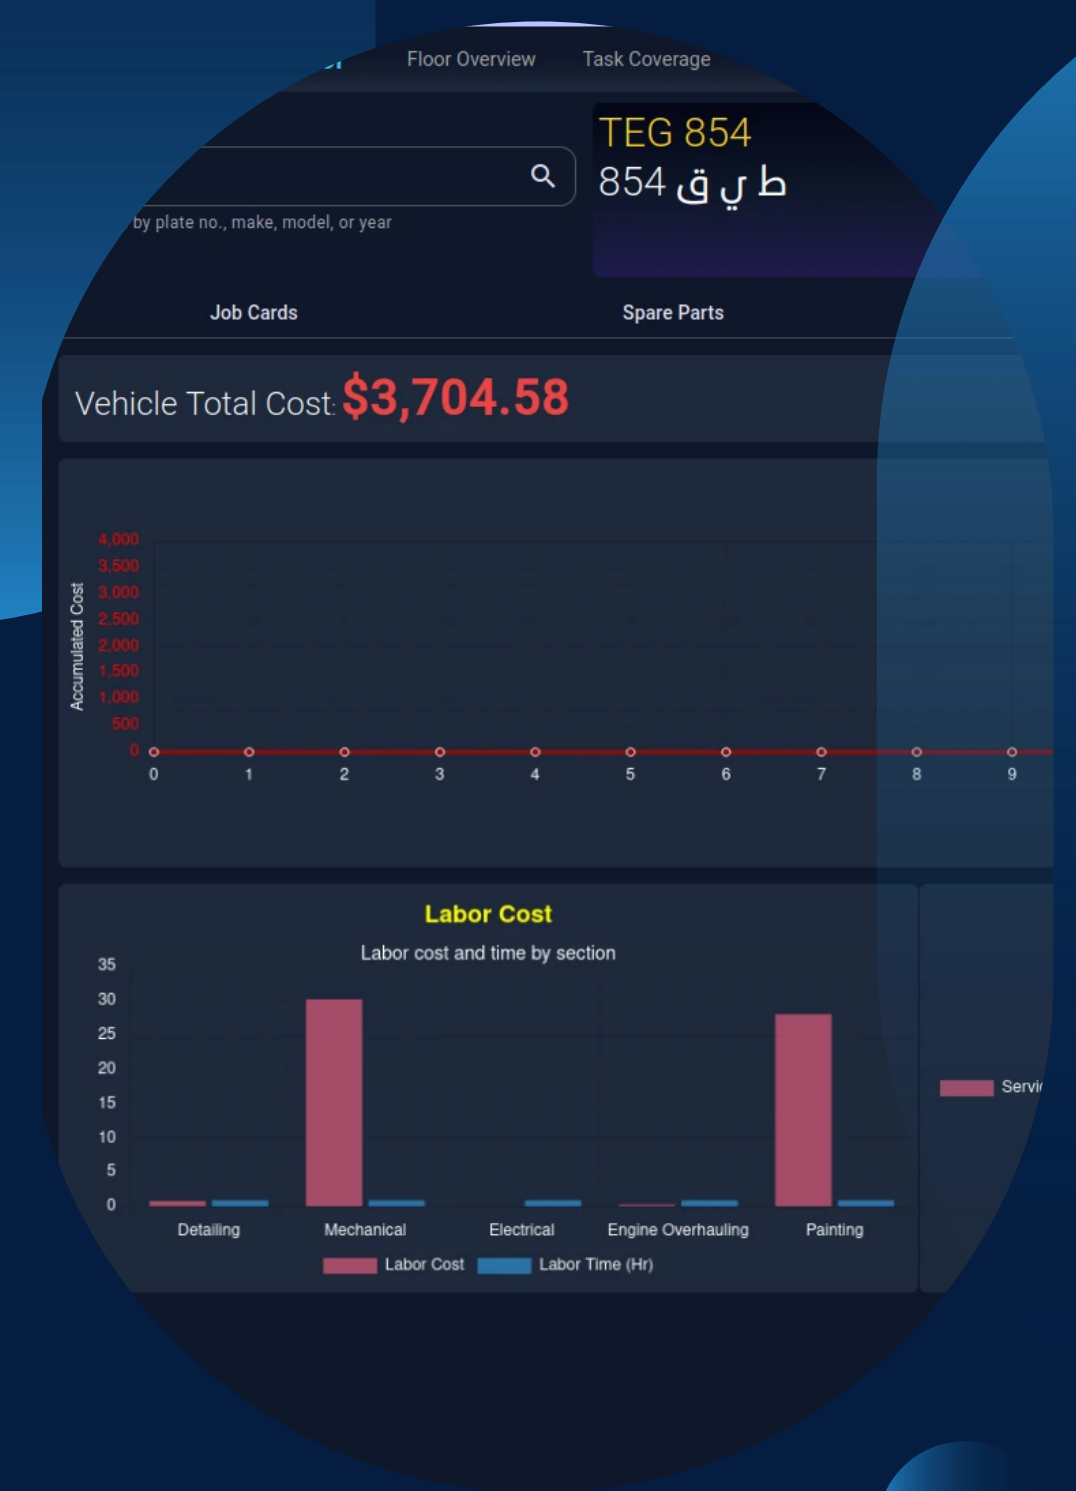 Floor Overview Task Coverage
TEG 854
854 ط ي ق
by plate no., make, model, or year
Job Cards Spare Parts
Vehicle Total Cost: $3,704.58
Accumulated Cost
4,000
3,500
3,000
2,500
2,000
1,500
1,000
500
0
0 1 2 3 4 5 6 7 8 9
Labor Cost
Labor cost and time by section
35
30
25
20
15
10
5
0
Detailing Mechanical Electrical Engine Overhauling Painting
Labor Cost Labor Time (Hr)